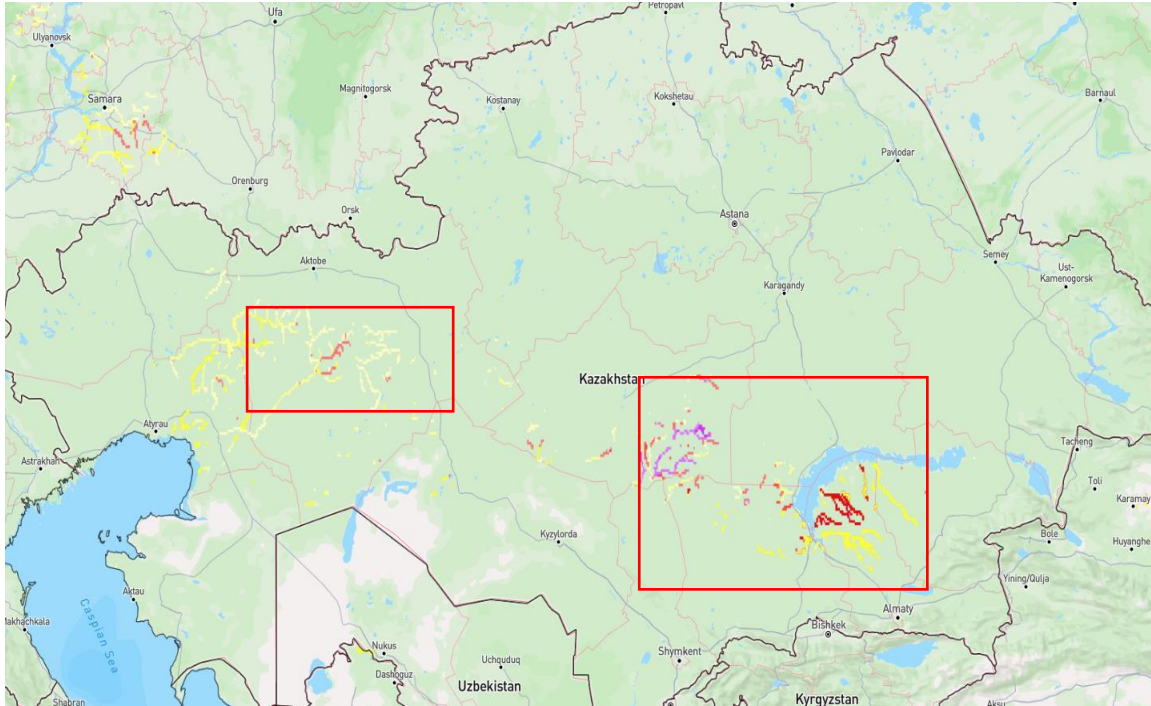 Petropavl
Ufa
Ulyanovsk
Magnitogorsk
Barnaul
Kostanay
Kokshetau
Samara
Pavlodar
Orenburg
Orsk
Astana
Semey
Aktobe
Ust-
Kamenogorsk
Karagandy
Kazakhstan
Atyrau
Tacheng
Astrakhan
Toli
Karamay
Kyzylorda
Bole
Huyanghe
Yining/Qulja
Aktau
Caspian Sea
Almaty
Makhachkala
Bishkek
Nukus
Shymkent
Uchquduq
Dashoguz
Uzbekistan
Kyrgyzstan
Shabran
Aksu